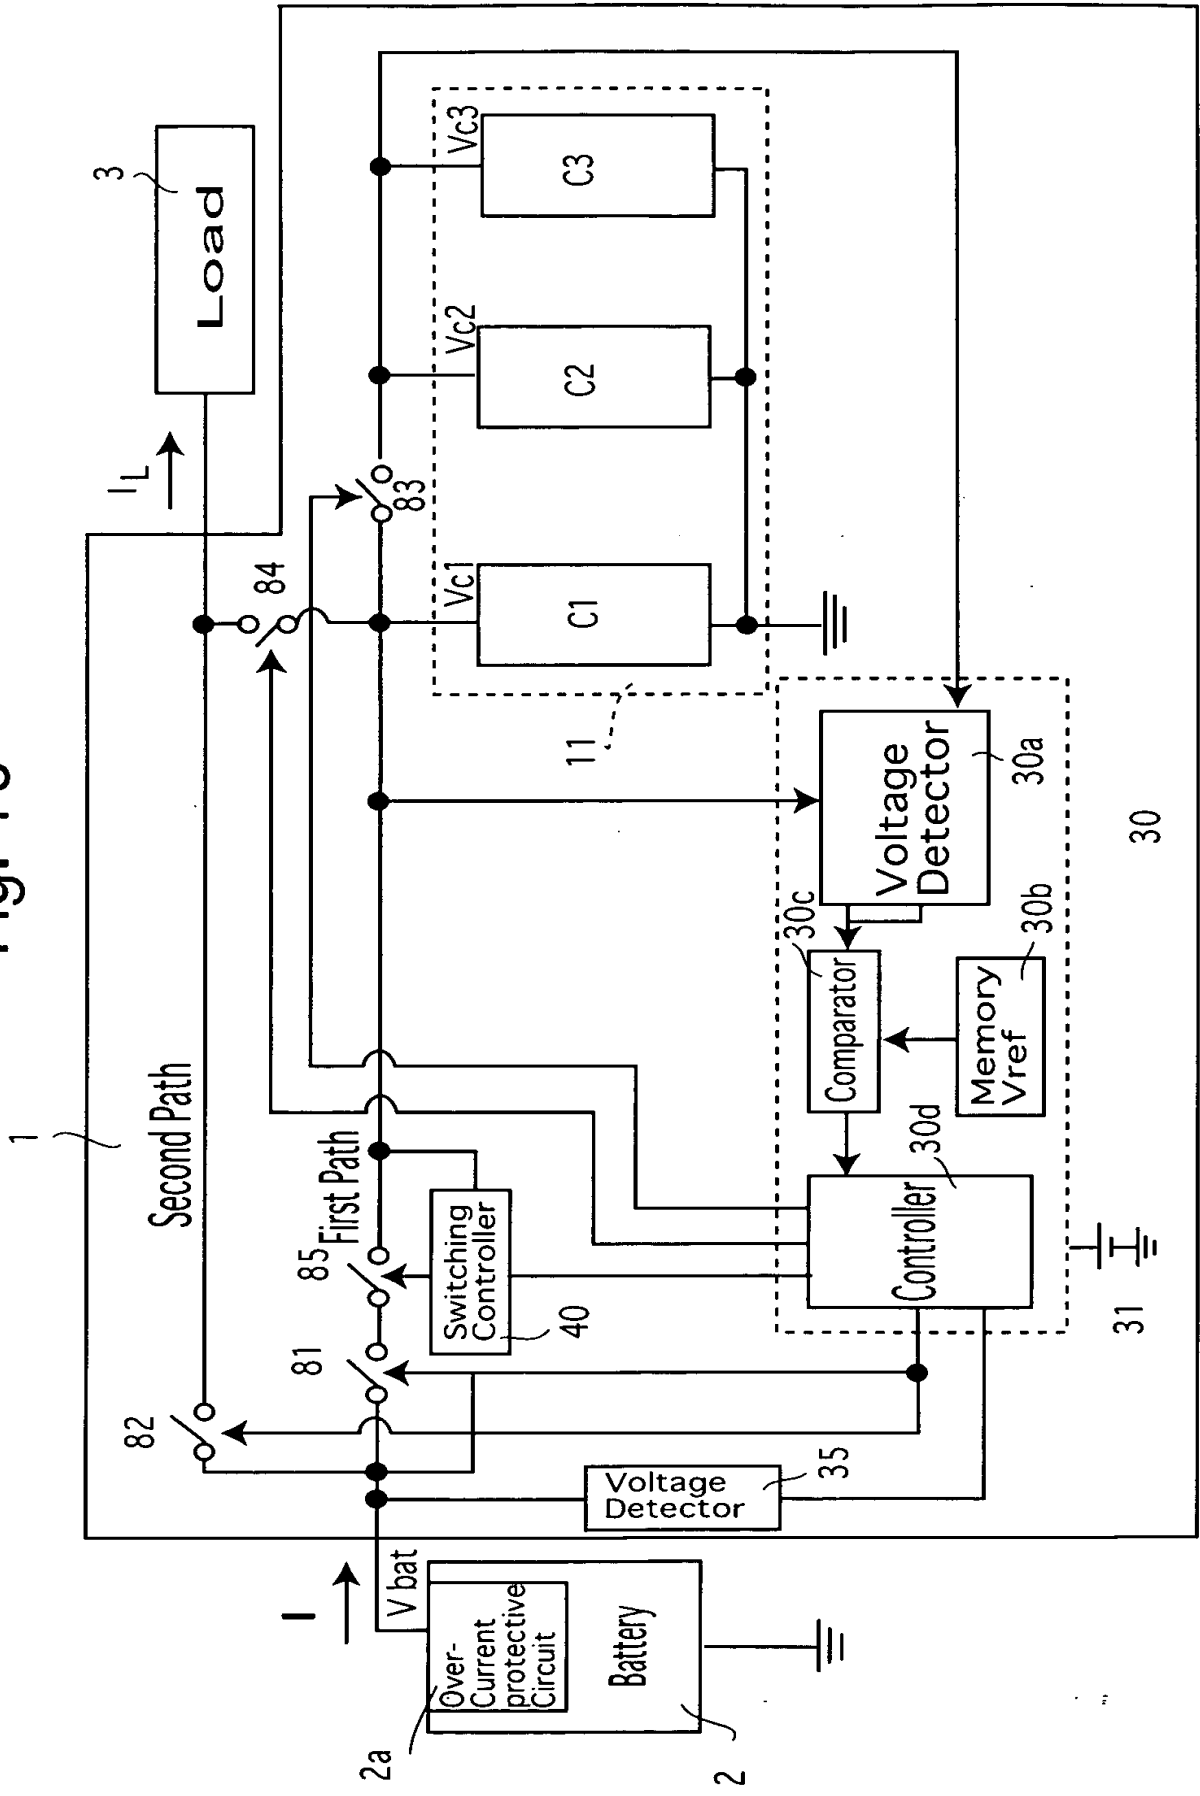 1
Second Path
82
84
I L
3
Load
I
V bat
81
85
First Path
83
2a
Over-
Current
protective
Circuit
Battery
2
Switching
Controller
40
11
Vc1
Vc2
Vc3
C1
C2
C3
Voltage
Detector
35
Controller
30d
Comparator
30c
Memory
Vref
30b
Voltage
Detector
30a
31
30